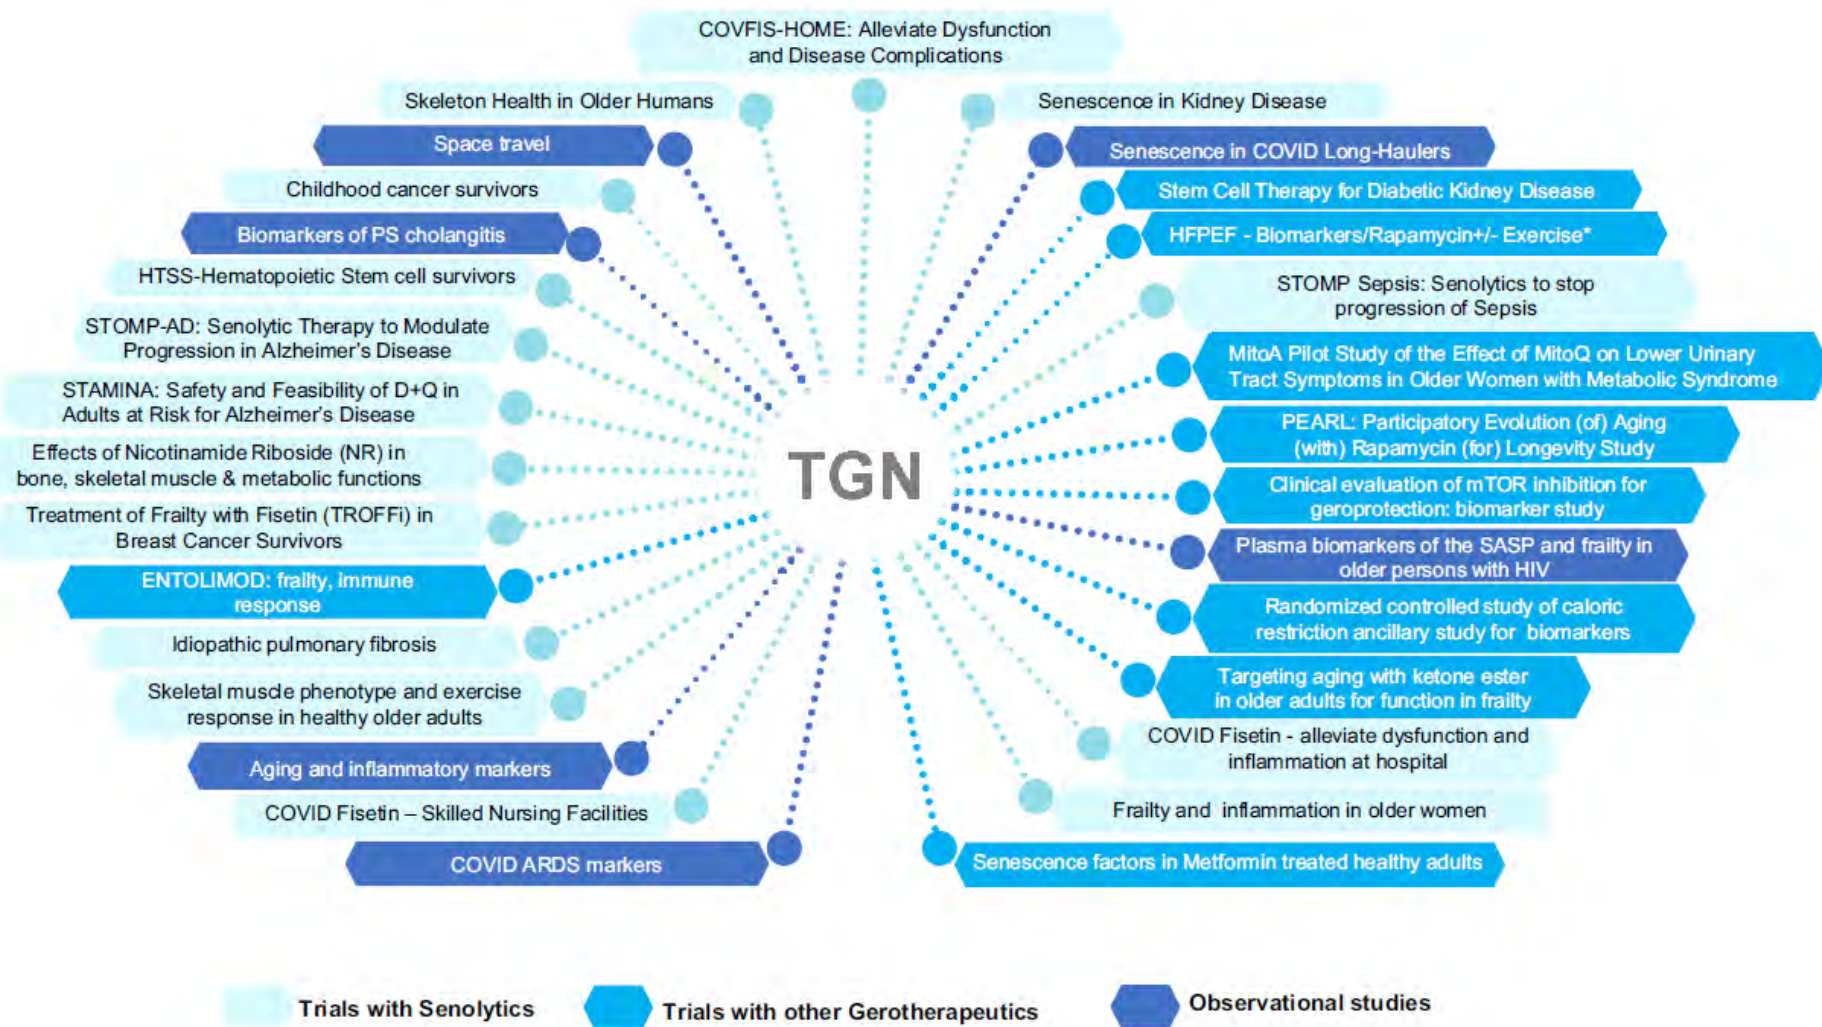 COVFIS-HOME: Alleviate Dysfunction
and Disease Complications
Skeleton Health in Older Humans
Space travel
Childhood cancer survivors
Biomarkers of PS cholangitis
HTSS-Hematopoietic Stem cell survivors
STOMP-AD: Senolytic Therapy to Modulate
Progression in Alzheimer's Disease
STAMINA: Safety and Feasibility of D+Q in
Adults at Risk for Alzheimer's Disease
Effects of Nicotinamide Riboside (NR) in
bone, skeletal muscle & metabolic functions
Treatment of Frailty with Fisetin (TROFFi) in
Breast Cancer Survivors
ENTOLIMOD: frailty, immune
response
Idiopathic pulmonary fibrosis
Skeletal muscle phenotype and exercise
response in healthy older adults
Aging and inflammatory markers
COVID Fisetin – Skilled Nursing Facilities
COVID ARDS markers
TGN
Senescence in Kidney Disease
Senescence in COVID Long-Haulers
Stem Cell Therapy for Diabetic Kidney Disease
HFPEF - Biomarkers/Rapamycin+/- Exercise*
STOMP Sepsis: Senolytics to stop
progression of Sepsis
MitoA Pilot Study of the Effect of MitoQ on Lower Urinary
Tract Symptoms in Older Women with Metabolic Syndrome
PEARL: Participatory Evolution (of) Aging
(with) Rapamycin (for) Longevity Study
Clinical evaluation of mTOR inhibition for
geroprotection: biomarker study
Plasma biomarkers of the SASP and frailty in
older persons with HIV
Randomized controlled study of caloric
restriction ancillary study for biomarkers
Targeting aging with ketone ester
in older adults for function in frailty
COVID Fisetin - alleviate dysfunction and
inflammation at hospital
Frailty and inflammation in older women
Senescence factors in Metformin treated healthy adults
Trials with Senolytics
Trials with other Gerotherapeutics
Observational studies